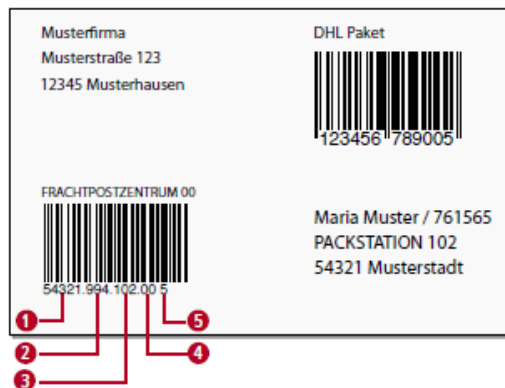 Musterfirma
Musterstraße 123
12345 Musterhausen
DHL Paket
123456 789005
FRACHTPOSTZENTRUM 00
54321.994.102.00 5
Maria Muster / 761565
PACKSTATION 102
54321 Musterstadt
1
2
3
4
5